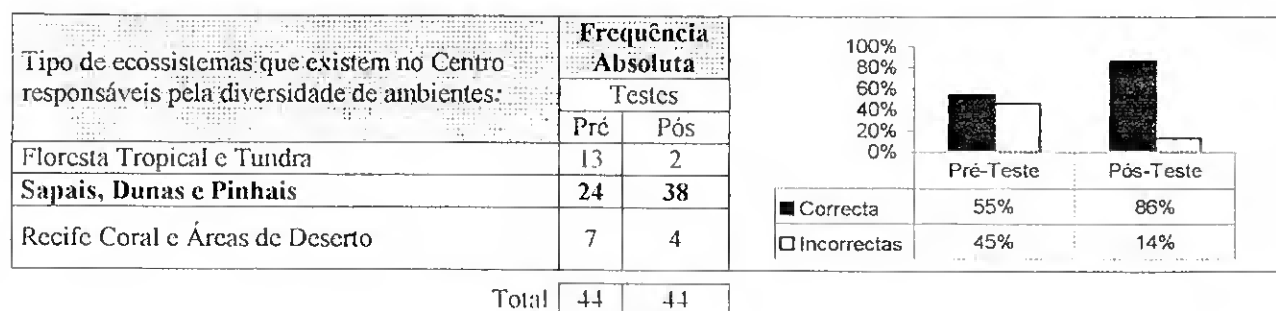 Tipo de ecossistemas que existem no Centro
responsáveis pela diversidade de ambientes:
Frequência
Absoluta
Testes
Pré Pós
Floresta Tropical e Tundra 13 2
Sapais, Dunas e Pinhais 24 38
Recife Coral e Áreas de Deserto 7 4
Total 44 44
100%
80%
60%
40%
20%
0%
Pré-Teste Pós-Teste
Correcta 55% 86%
Incorrectas 45% 14%